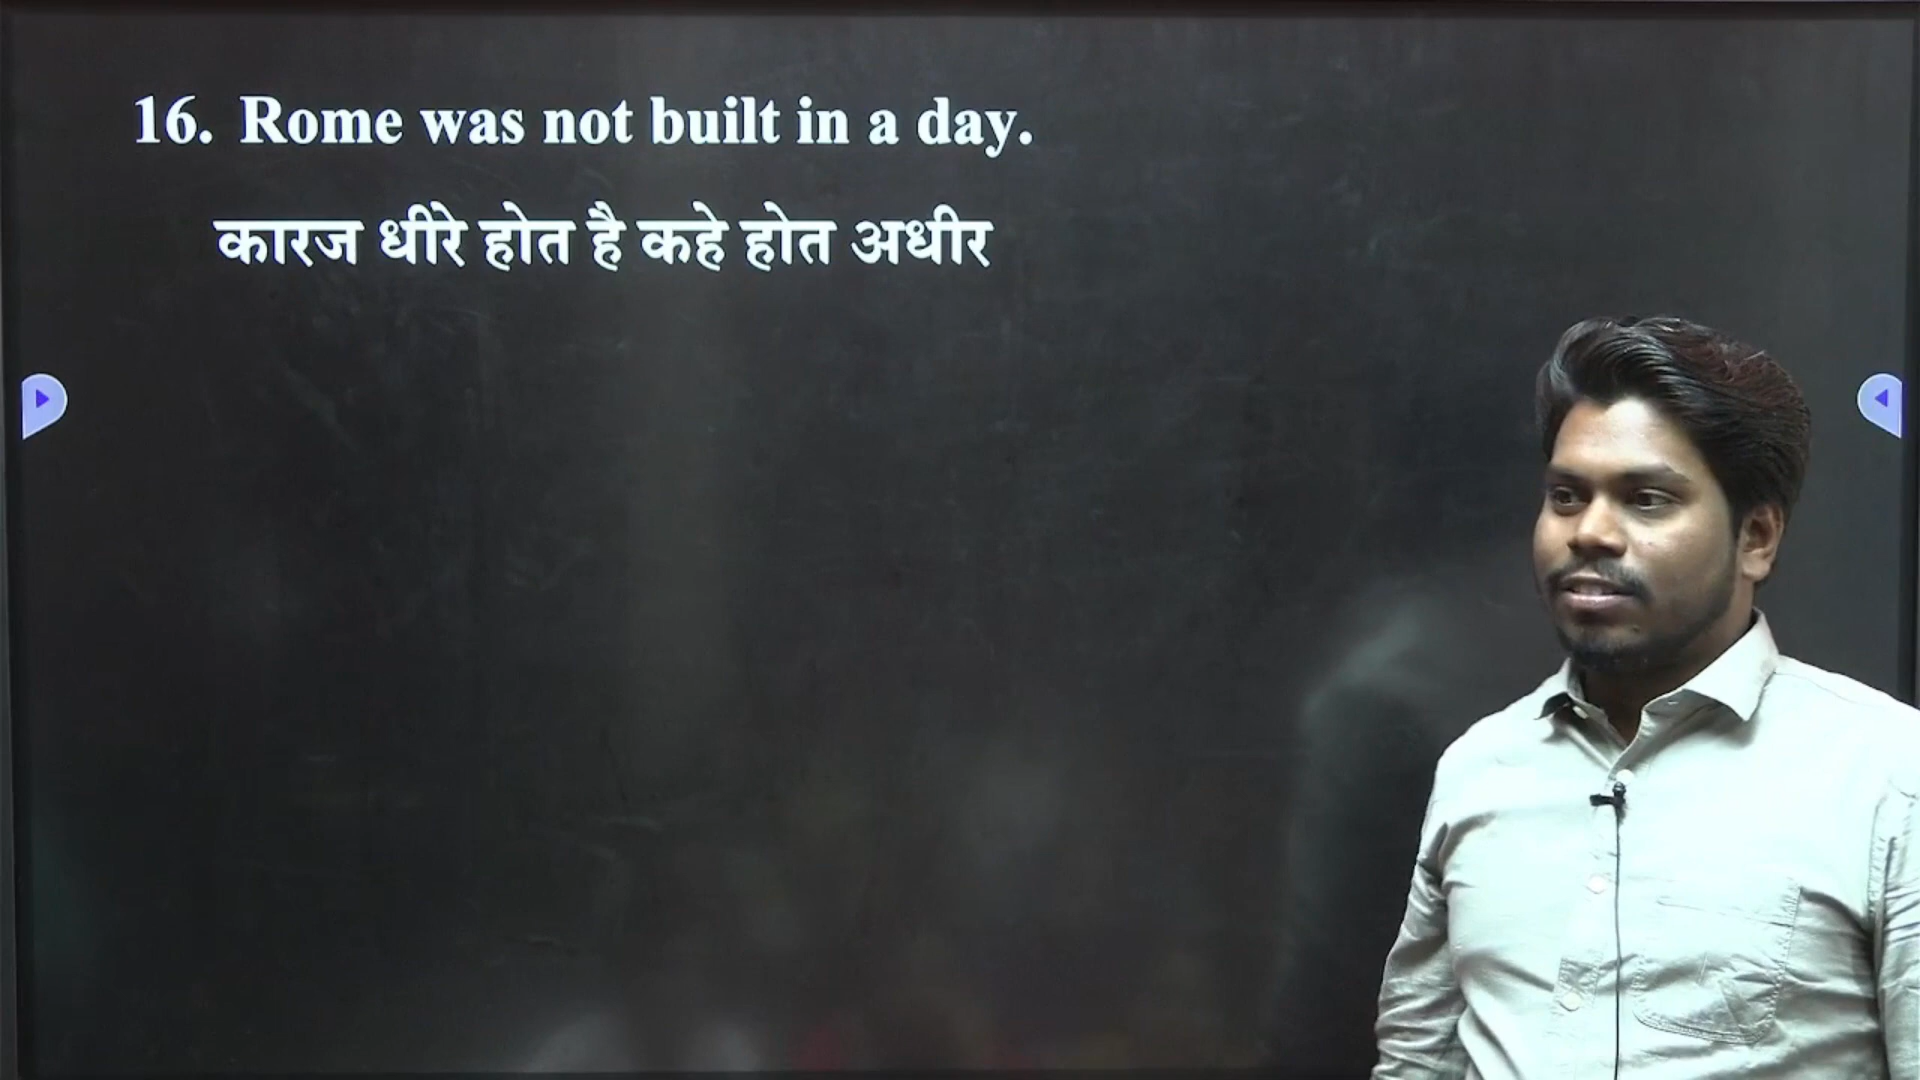 16. Rome was not built in a day.
कारज धीरे होत है कहे होत अधीर